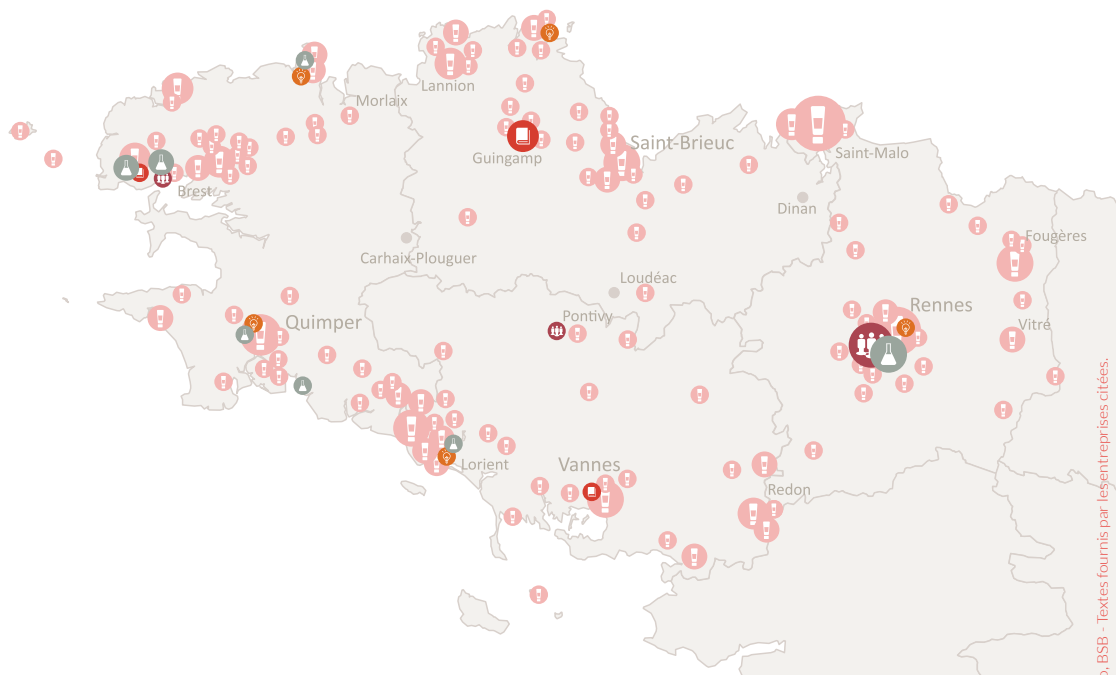 Morlaix
Lannion
Guingamp
Saint-Brieuc
Saint-Malo
Brest
Dinan
Carhaix-Plouguer
Fougères
Loudéac
Rennes
Quimper
Pontivy
Vitré
Lorient
Vannes
Redon
, BSB - Textes fournis par les entreprises citées.